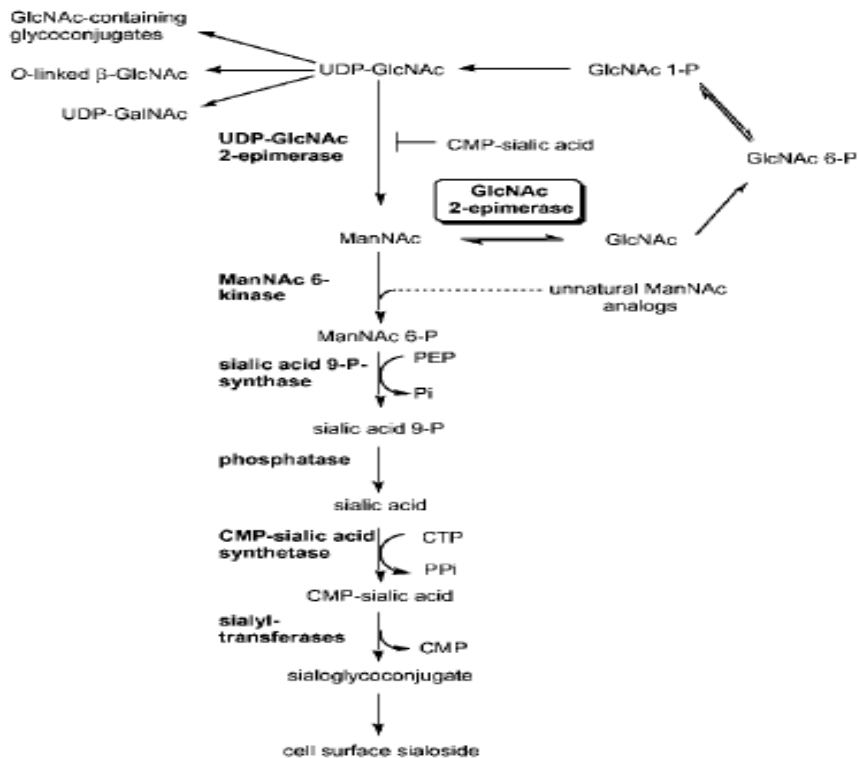 GlcNAc-containing
glycoconjugates
O-linked β-GlcNAc
UDP-GlcNAc
GlcNAc 1-P
UDP-GalNAc
UDP-GlcNAc
2-epimerase
CMP-sialic acid
GlcNAc 6-P
GlcNAc
2-epimerase
ManNAc
GlcNAc
ManNAc 6-
kinase
unnatural ManNAc
analogs
ManNAc 6-P
sialic acid 9-P-
synthase
PEP
Pi
sialic acid 9-P
phosphatase
sialic acid
CMP-sialic acid
synthetase
CTP
PPi
CMP-sialic acid
sialyl-
transferases
CMP
sialoglycoconjugate
cell surface sialoside